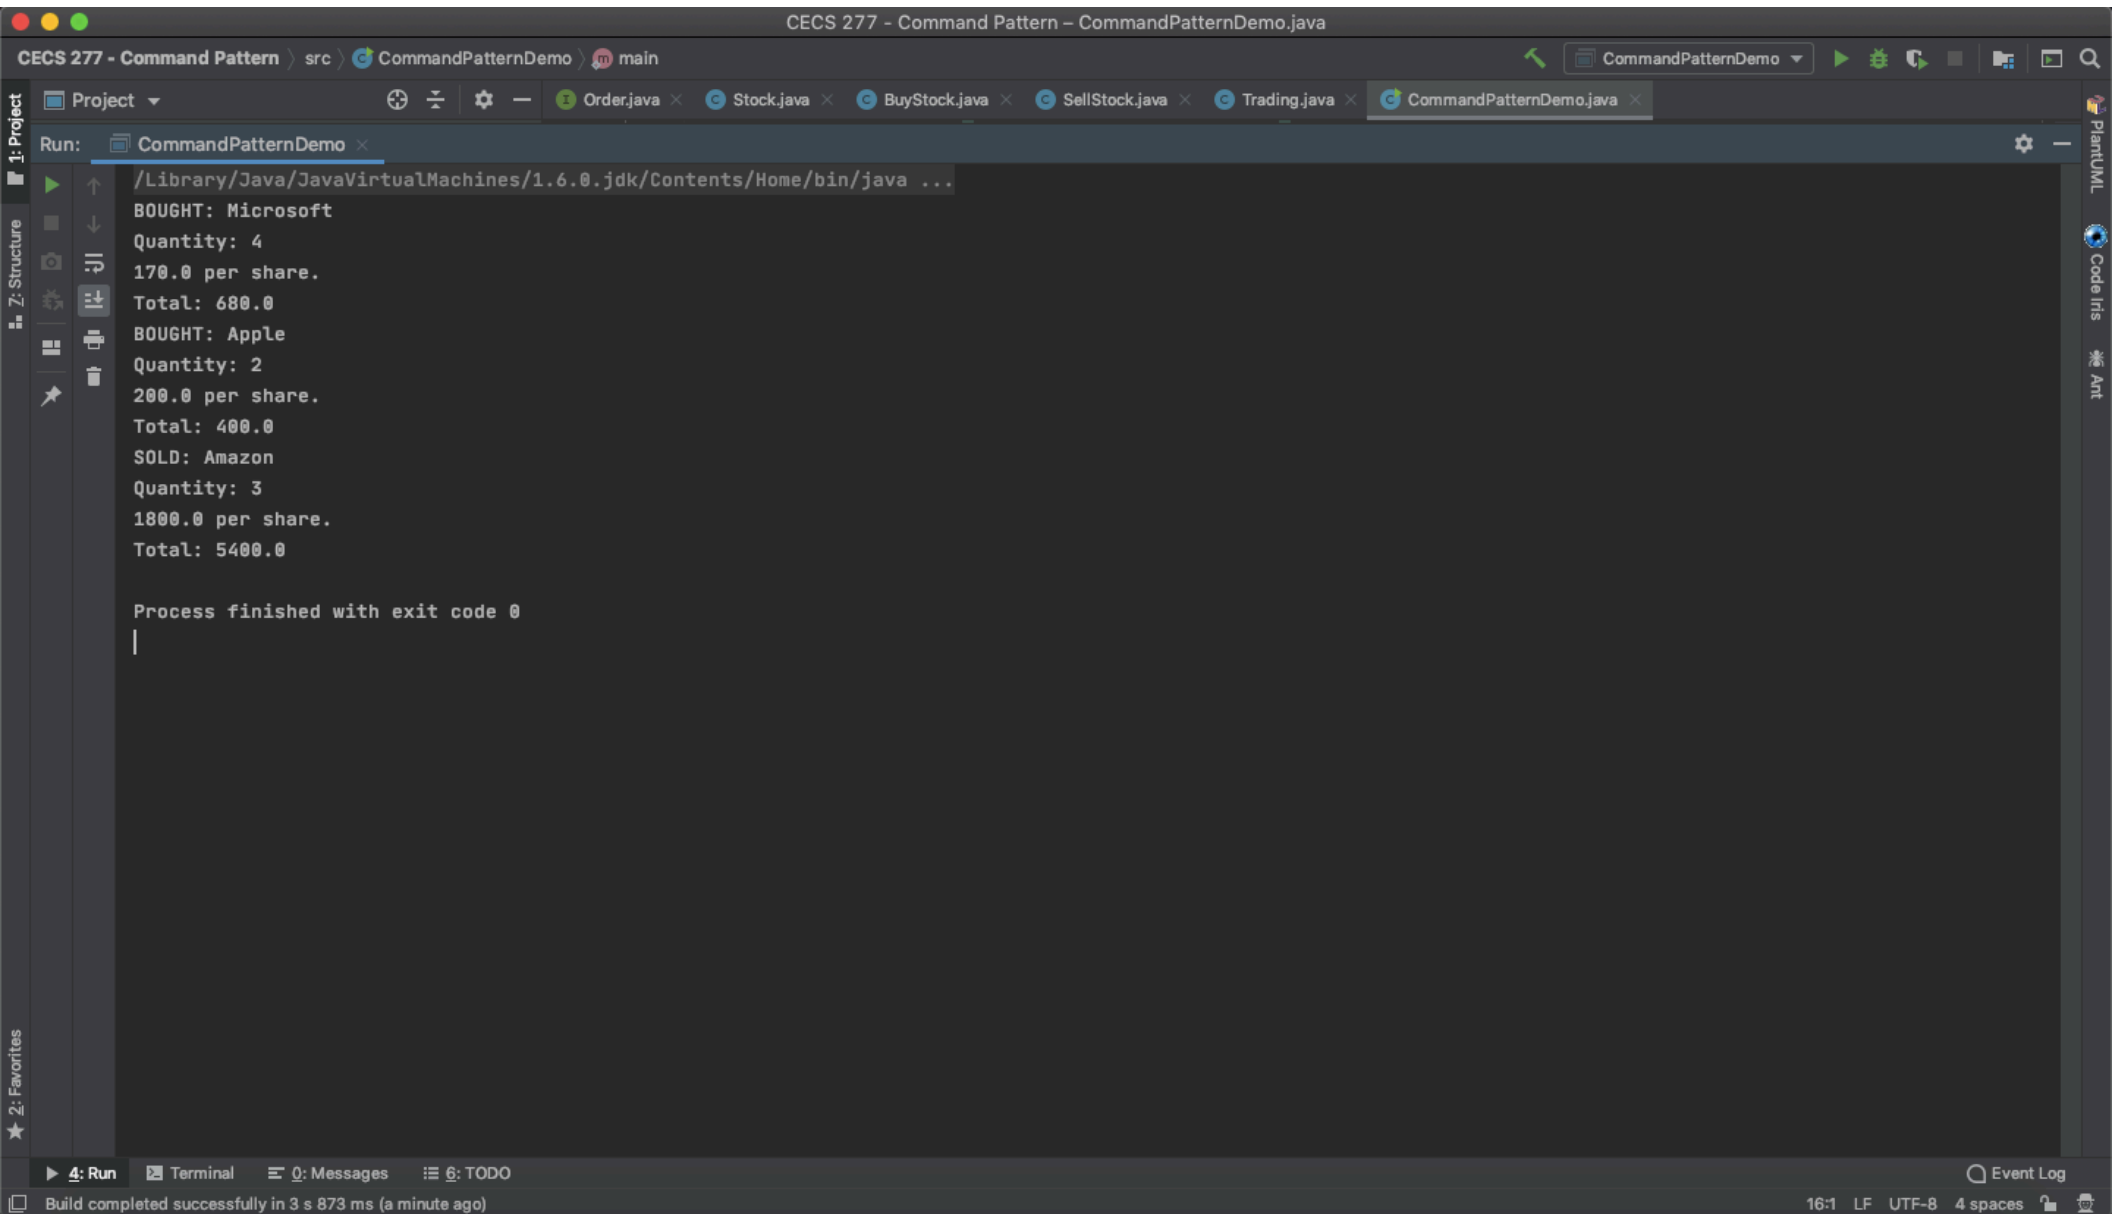 CECS 277 - Command Pattern – CommandPatternDemo.java
CECS 277 - Command Pattern src CommandPatternDemo main
CommandPatternDemo
Project
Order.java Stock.java BuyStock.java SellStock.java Trading.java CommandPatternDemo.java
Run: CommandPatternDemo
/Library/Java/JavaVirtualMachines/1.6.0.jdk/Contents/Home/bin/java ...
BOUGHT: Microsoft
Quantity: 4
170.0 per share.
Total: 680.0
BOUGHT: Apple
Quantity: 2
200.0 per share.
Total: 400.0
SOLD: Amazon
Quantity: 3
1800.0 per share.
Total: 5400.0
Process finished with exit code 0
1: Project
7: Structure
2: Favorites
PlantUML
Code Iris
Ant
4: Run Terminal 0: Messages 6: TODO Event Log
Build completed successfully in 3 s 873 ms (a minute ago) 16:1 LF UTF-8 4 spaces